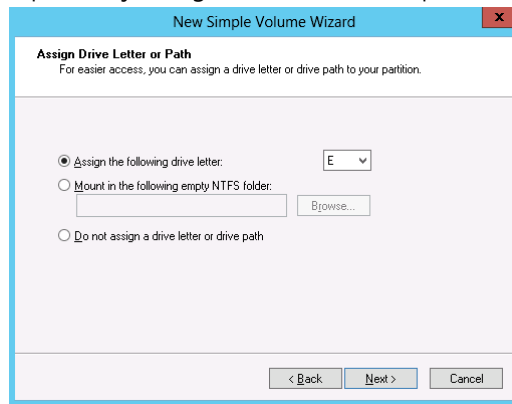 New Simple Volume Wizard
x
Assign Drive Letter or Path
For easier access, you can assign a drive letter or drive path to your partition.
Assign the following drive letter: E
Mount in the following empty NTFS folder:
Browse...
Do not assign a drive letter or drive path
< Back Next > Cancel